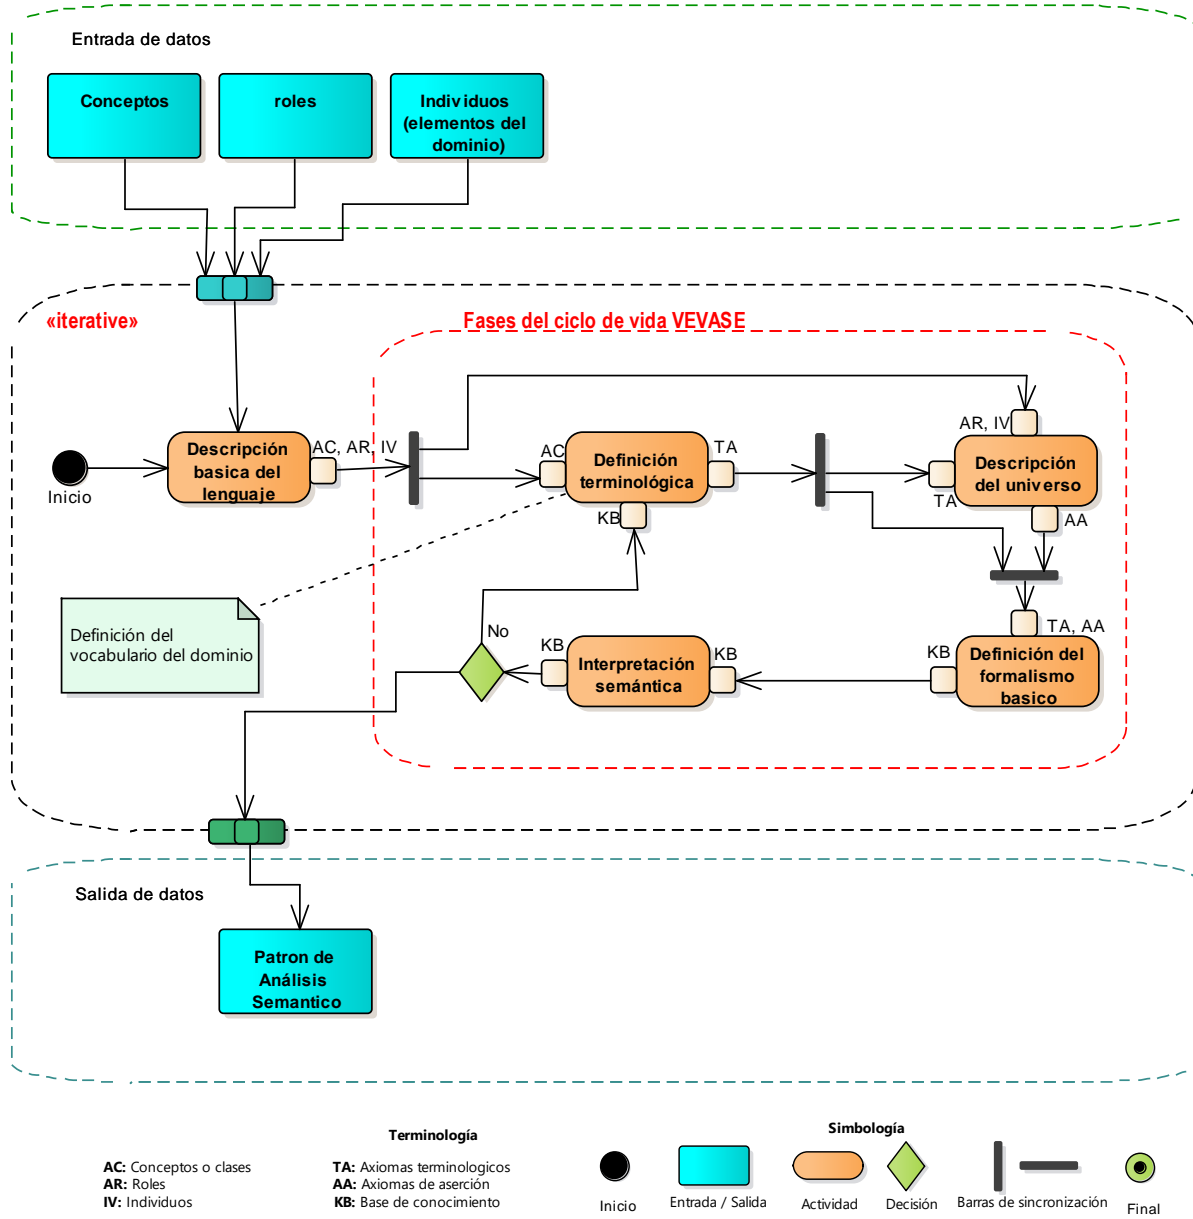 Entrada de datos
Conceptos
roles
Individuos
(elementos del
dominio)
«iterative»
Fases del ciclo de vida VEVASE
Inicio
Descripción
basica del
lenguaje
AC, AR, IV
AC
Definición
terminológica
TA
KB
AR, IV
Descripción
del universo
TA
AA
TA, AA
Definición del
formalismo
basico
KB
KB
Interpretación
semántica
KB
No
Definición del
vocabulario del dominio
Salida de datos
Patron de
Análisis
Semantico
Terminología
AC: Conceptos o clases
AR: Roles
IV: Individuos
TA: Axiomas terminologicos
AA: Axiomas de aserción
KB: Base de conocimiento
Simbología
Inicio
Entrada / Salida
Actividad
Decisión
Barras de sincronización
Final